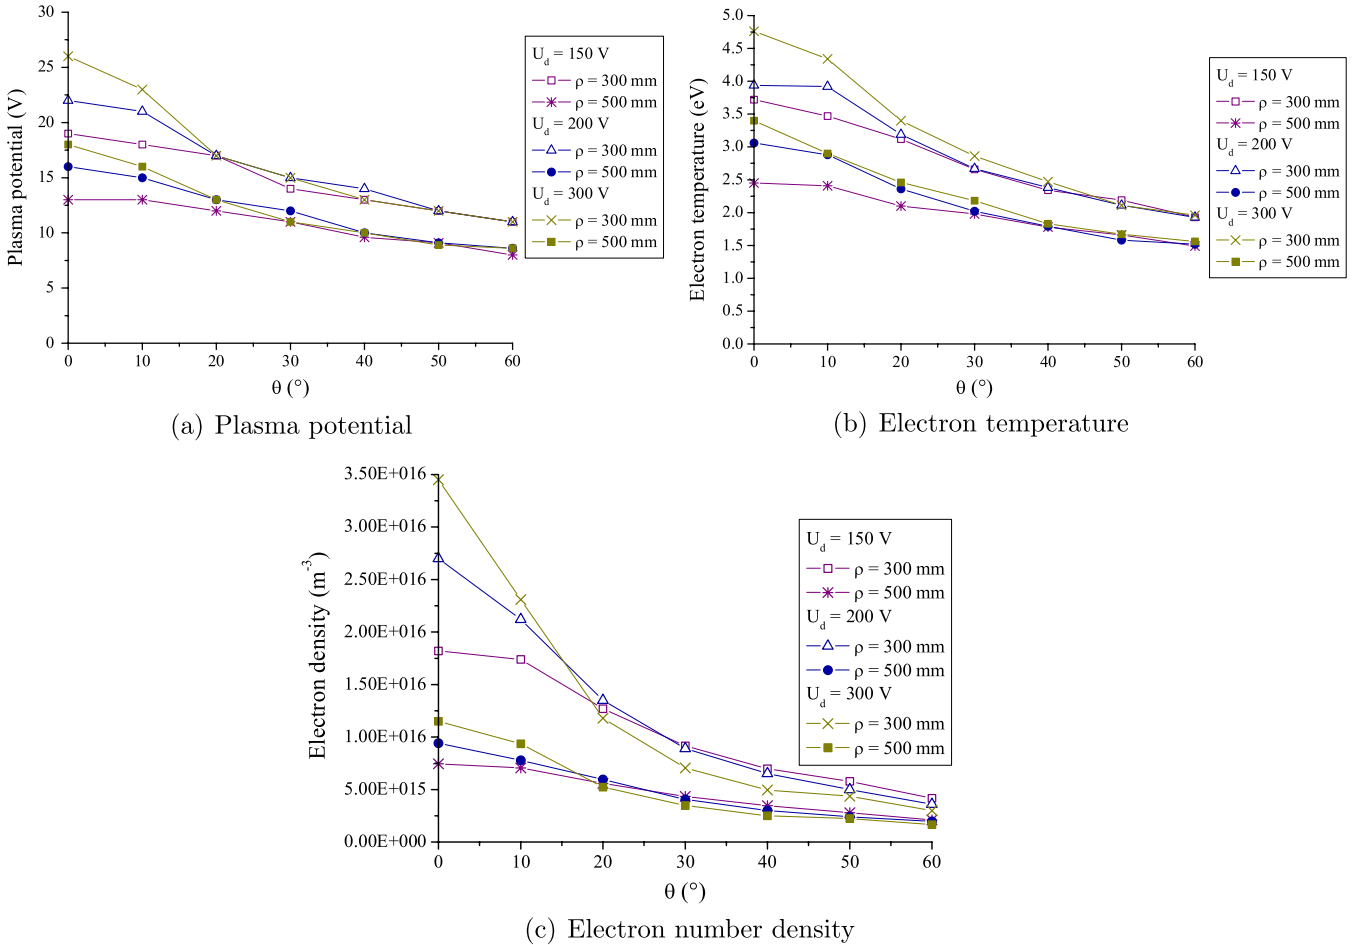 30
25
20
15
10
5
0
0 10 20 30 40 50 60
Plasma potential (V)
θ (°)
U_d = 150 V
ρ = 300 mm
ρ = 500 mm
U_d = 200 V
ρ = 300 mm
ρ = 500 mm
U_d = 300 V
ρ = 300 mm
ρ = 500 mm
(a) Plasma potential
5.0
4.5
4.0
3.5
3.0
2.5
2.0
1.5
1.0
0.5
0.0
0 10 20 30 40 50 60
Electron temperature (eV)
θ (°)
U_d = 150 V
ρ = 300 mm
ρ = 500 mm
U_d = 200 V
ρ = 300 mm
ρ = 500 mm
U_d = 300 V
ρ = 300 mm
ρ = 500 mm
(b) Electron temperature
3.50E+016
3.00E+016
2.50E+016
2.00E+016
1.50E+016
1.00E+016
5.00E+015
0.00E+000
0 10 20 30 40 50 60
Electron density (m⁻³)
θ (°)
U_d = 150 V
ρ = 300 mm
ρ = 500 mm
U_d = 200 V
ρ = 300 mm
ρ = 500 mm
U_d = 300 V
ρ = 300 mm
ρ = 500 mm
(c) Electron number density